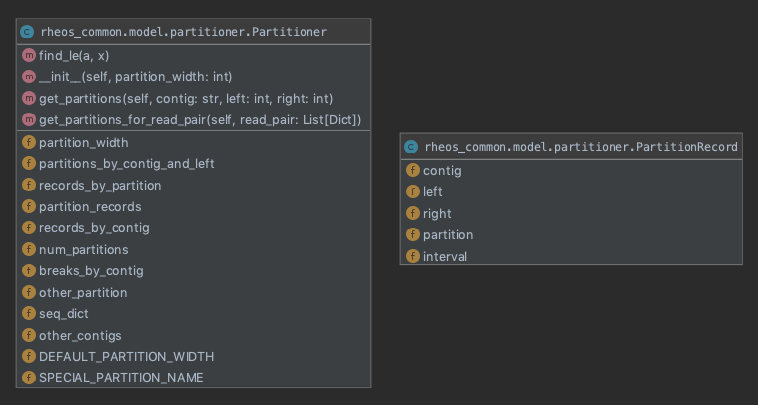 rheos_common.model.partitioner.Partitioner
find_le(a, x)
__init__(self, partition_width: int)
get_partitions(self, contig: str, left: int, right: int)
get_partitions_for_read_pair(self, read_pair: List[Dict])
partition_width
partitions_by_contig_and_left
records_by_partition
partition_records
records_by_contig
num_partitions
breaks_by_contig
other_partition
seq_dict
other_contigs
DEFAULT_PARTITION_WIDTH
SPECIAL_PARTITION_NAME
rheos_common.model.partitioner.PartitionRecord
contig
left
right
partition
interval